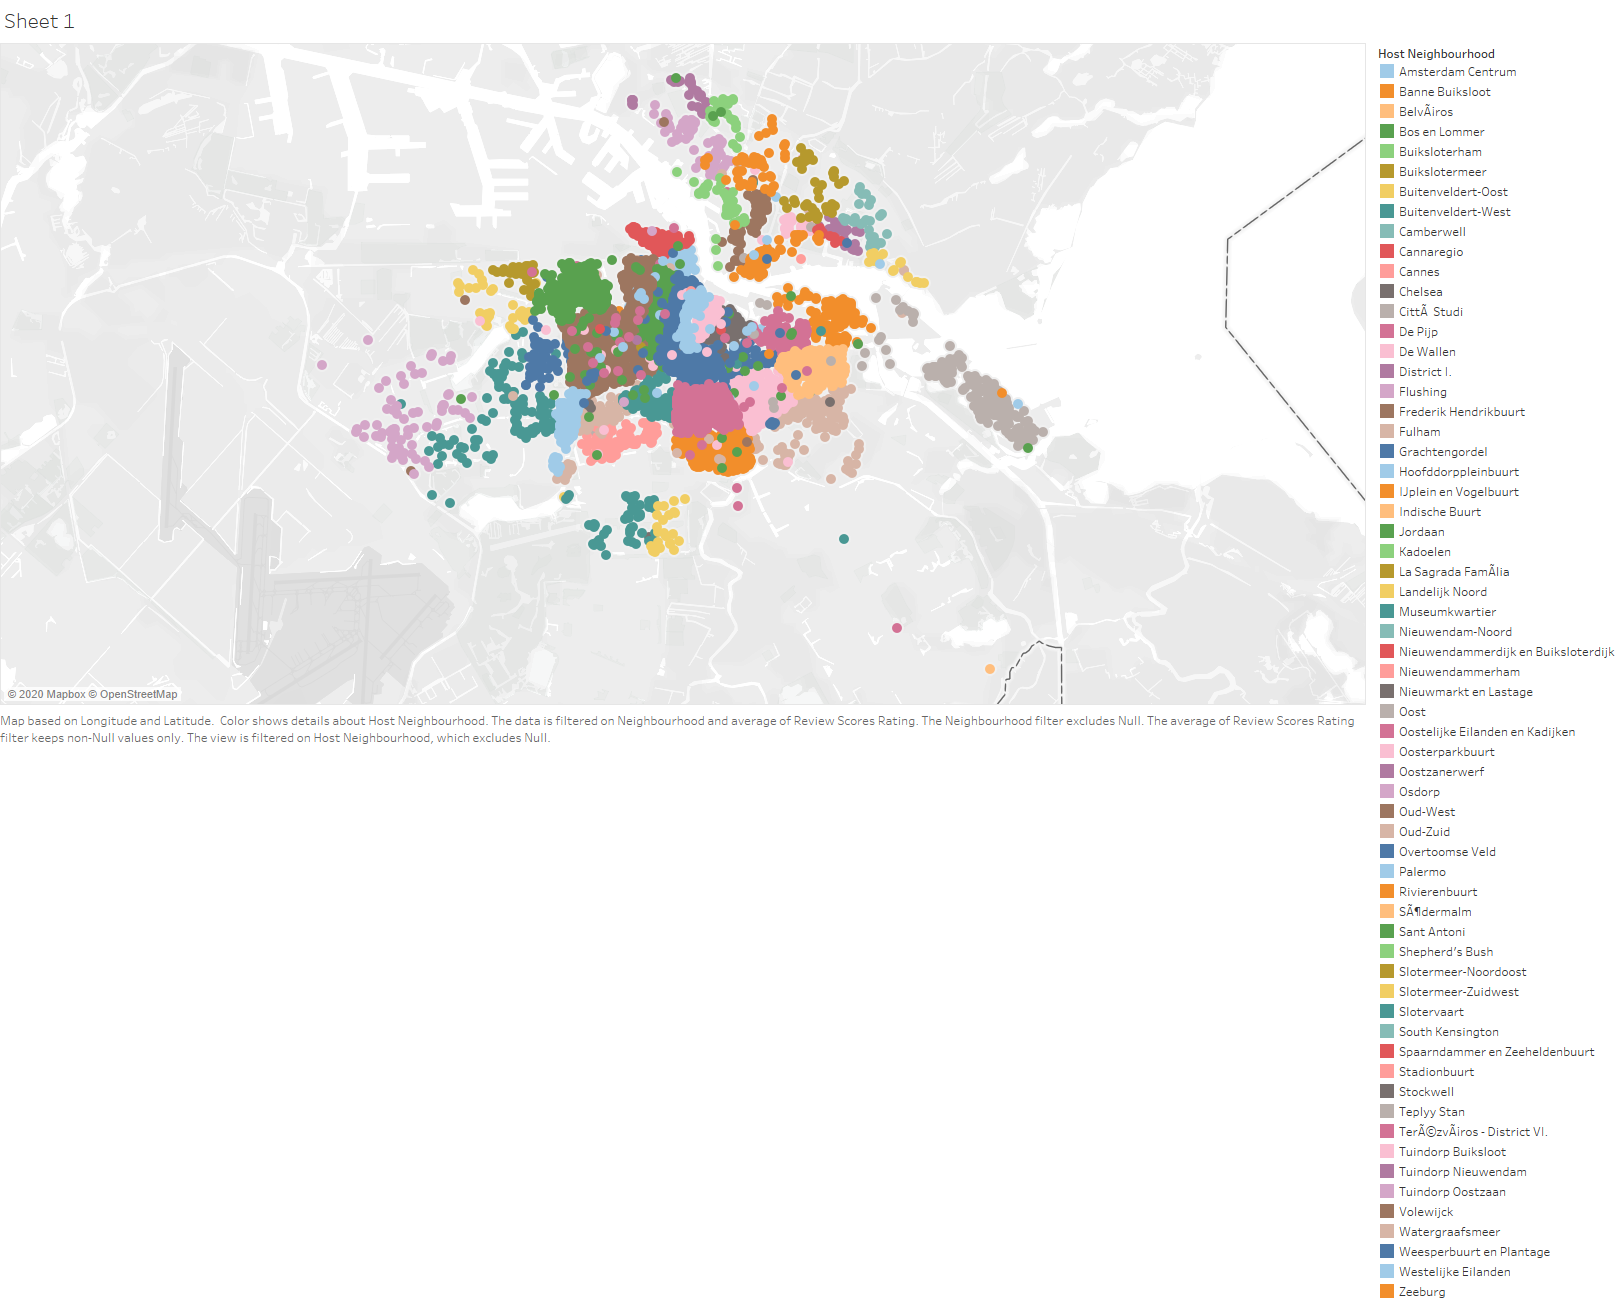 Sheet 1
Host Neighbourhood
Amsterdam Centrum
Banne Buiksloot
BelvÃiros
Bos en Lommer
Buiksloterham
Buikslotermeer
Buitenveldert-Oost
Buitenveldert-West
Camberwell
Cannaregio
Cannes
Chelsea
CittÃ  Studi
De Pijp
De Wallen
District I.
Flushing
Frederik Hendrikbuurt
Fulham
Grachtengordel
Hoofddorppleinbuurt
IJplein en Vogelbuurt
Indische Buurt
Jordaan
Kadoelen
La Sagrada FamÃlia
Landelijk Noord
Museumkwartier
Nieuwendam-Noord
Nieuwendammerdijk en Buiksloterdijk
Nieuwendammerham
Nieuwmarkt en Lastage
Oost
Oostelijke Eilanden en Kadijken
Oosterparkbuurt
Oostzanerwerf
Osdorp
Oud-West
Oud-Zuid
Overtoomse Veld
Palermo
Rivierenbuurt
SÃ¶dermalm
Sant Antoni
Shepherd's Bush
Slotermeer-Noordoost
Slotermeer-Zuidwest
Slotervaart
South Kensington
Spaarndammer en Zeeheldenbuurt
Stadionbuurt
Stockwell
Teplyy Stan
TerÃ©zvÃiros - District VI.
Tuindorp Buiksloot
Tuindorp Nieuwendam
Tuindorp Oostzaan
Volewijck
Watergraafsmeer
Weesperbuurt en Plantage
Westelijke Eilanden
Zeeburg
© 2020 Mapbox © OpenStreetMap
Map based on Longitude and Latitude.  Color shows details about Host Neighbourhood. The data is filtered on Neighbourhood and average of Review Scores Rating. The Neighbourhood filter excludes Null. The average of Review Scores Rating
filter keeps non-Null values only. The view is filtered on Host Neighbourhood, which excludes Null.